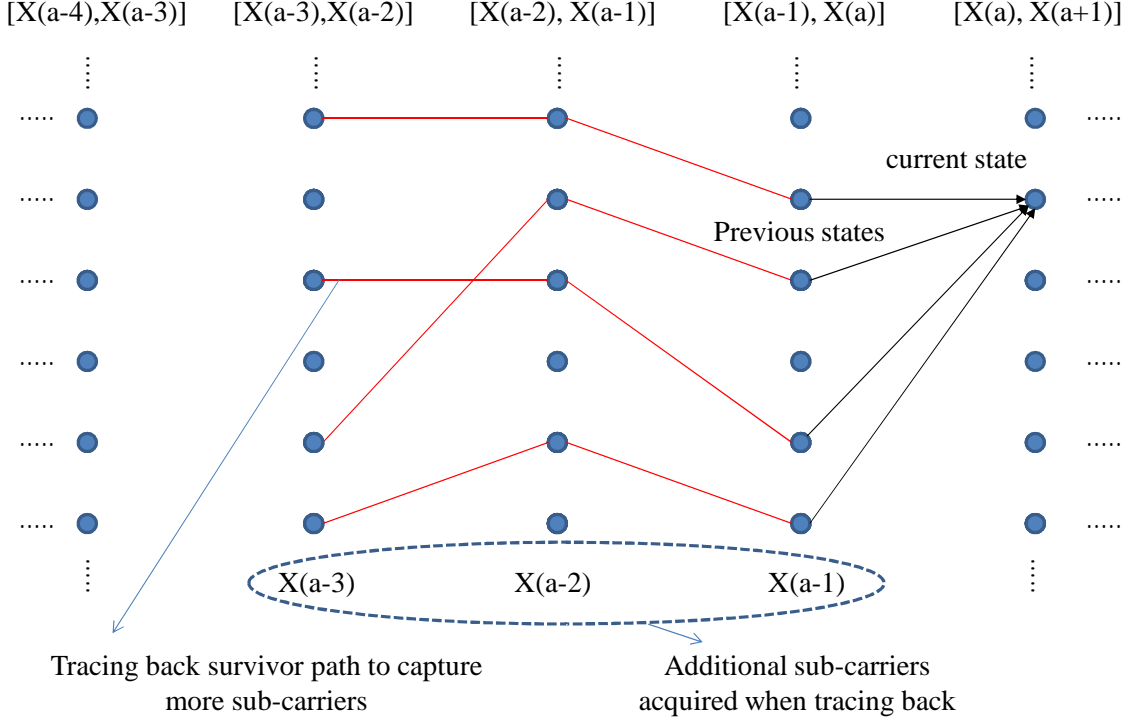 [X(a-4),X(a-3)] [X(a-3),X(a-2)] [X(a-2), X(a-1)] [X(a-1), X(a)] [X(a), X(a+1)]
current state
Previous states
X(a-3) X(a-2) X(a-1)
Tracing back survivor path to capture
more sub-carriers
Additional sub-carriers
acquired when tracing back